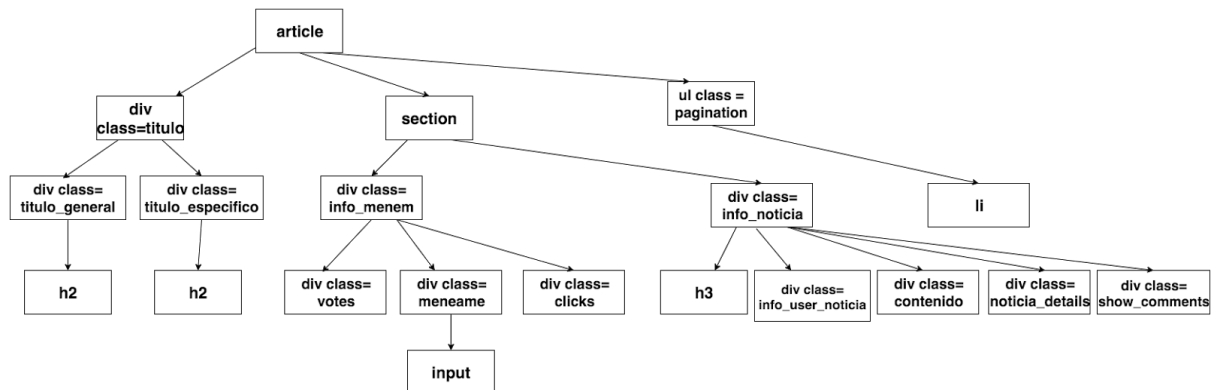 article
div
class=titulo
section
ul class =
pagination
div class=
titulo_general
div class=
titulo_especifico
div class=
info_menem
div class=
info_noticia
li
h2
h2
div class=
votes
div class=
meneame
div class=
clicks
h3
div class=
info_user_noticia
div class=
contenido
div class=
noticia_details
div class=
show_comments
input